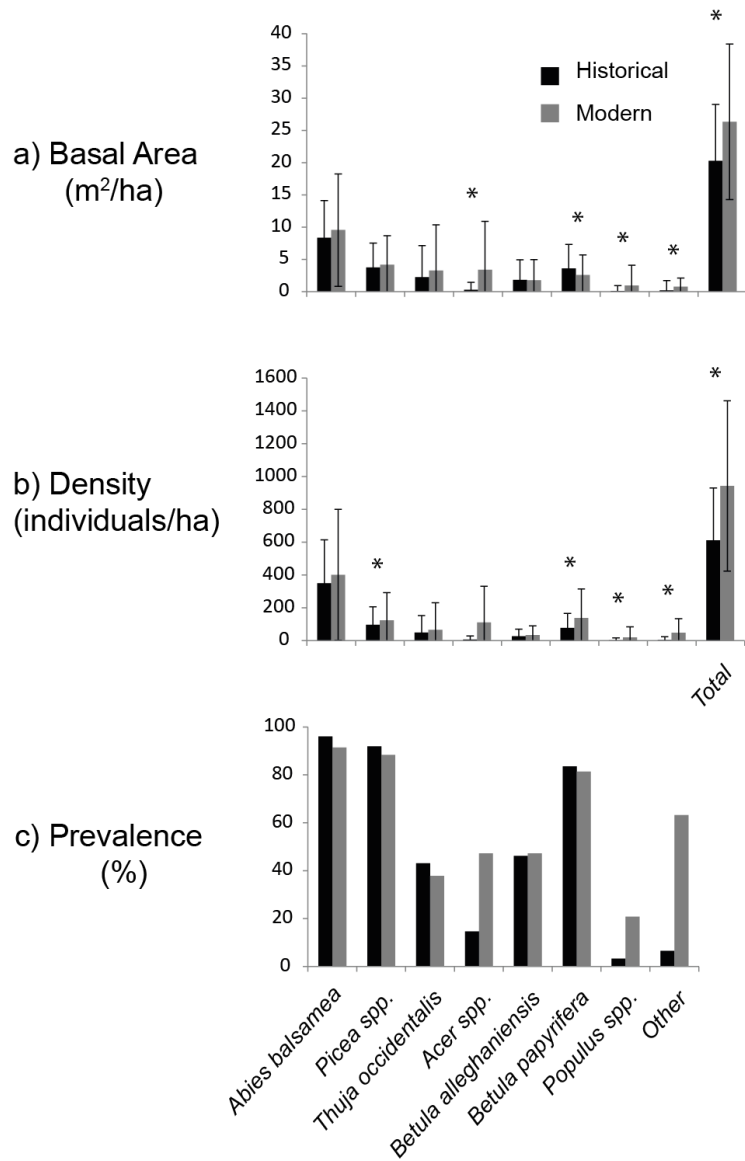 *
40
35
30
25
20
15
10
5
0
Historical
Modern
a) Basal Area
(m²/ha)
* * * *
1600
1400
1200
1000
800
600
400
200
0
*
b) Density
(individuals/ha)
* * * *
Total
100
80
60
40
20
0
c) Prevalence
(%)
Abies balsamea
Picea spp.
Thuja occidentalis
Acer spp.
Betula alleghaniensis
Betula papyrifera
Populus spp.
Other